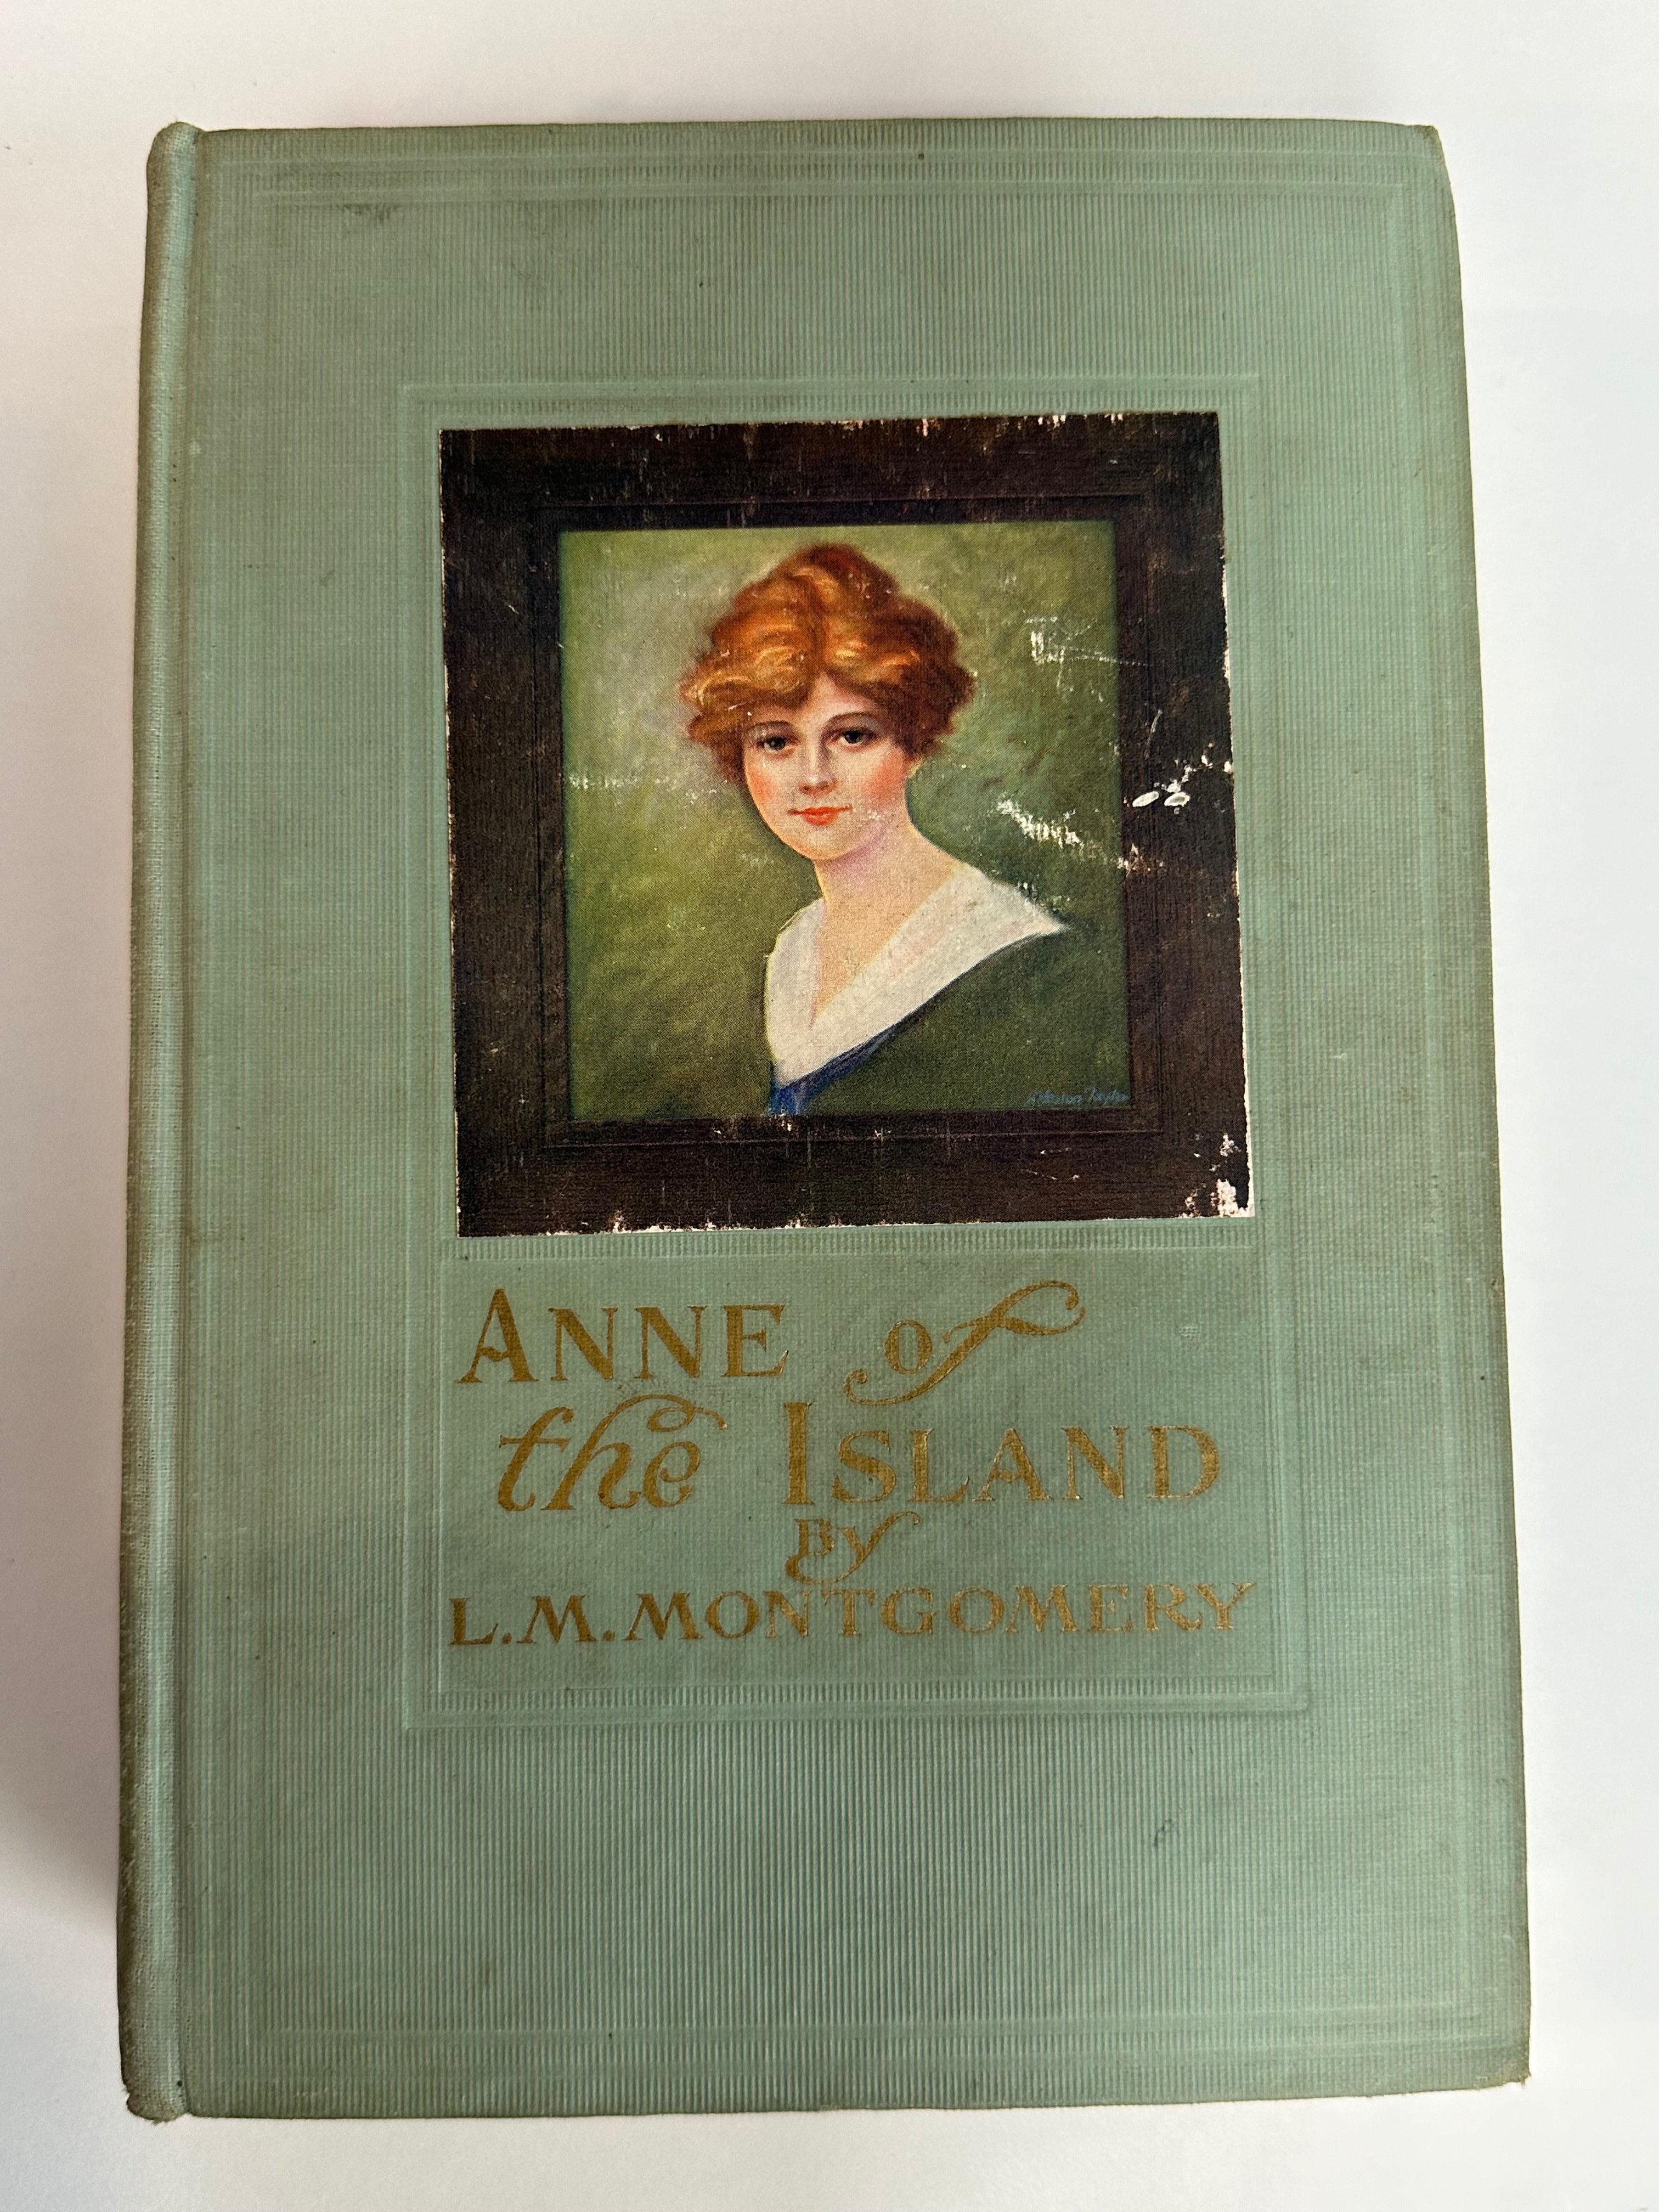 ANNE of
the ISLAND
BY
L.M. MONTGOMERY